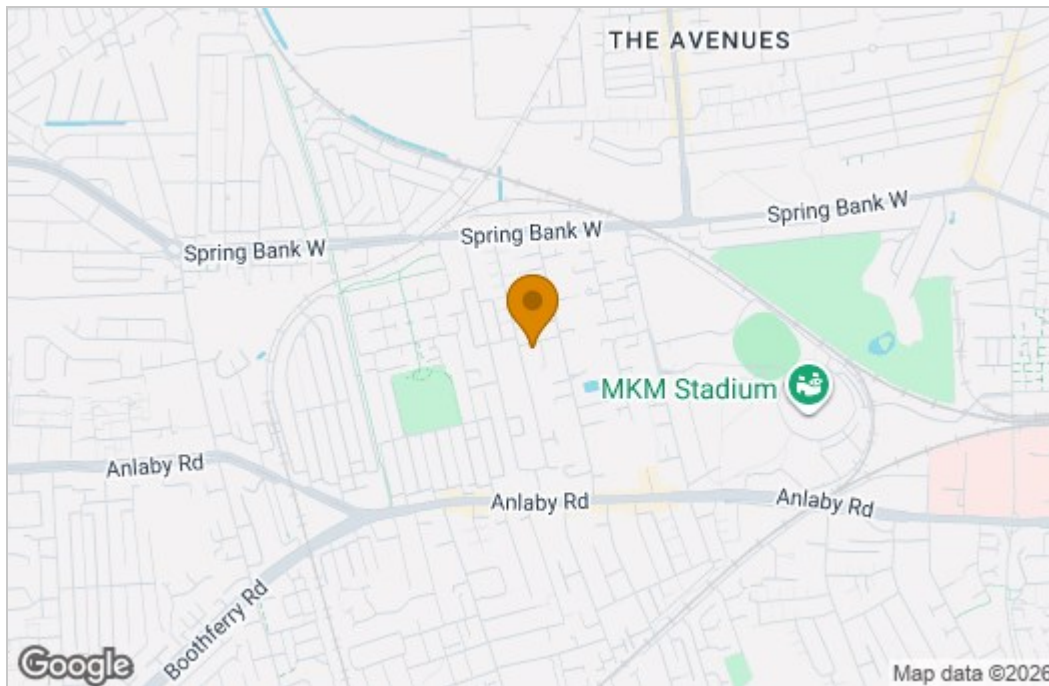 THE AVENUES
Spring Bank W
Spring Bank W
Spring Bank W
MKM Stadium
Anlaby Rd
Anlaby Rd
Anlaby Rd
Boothferry Rd
Google
Map data ©2026